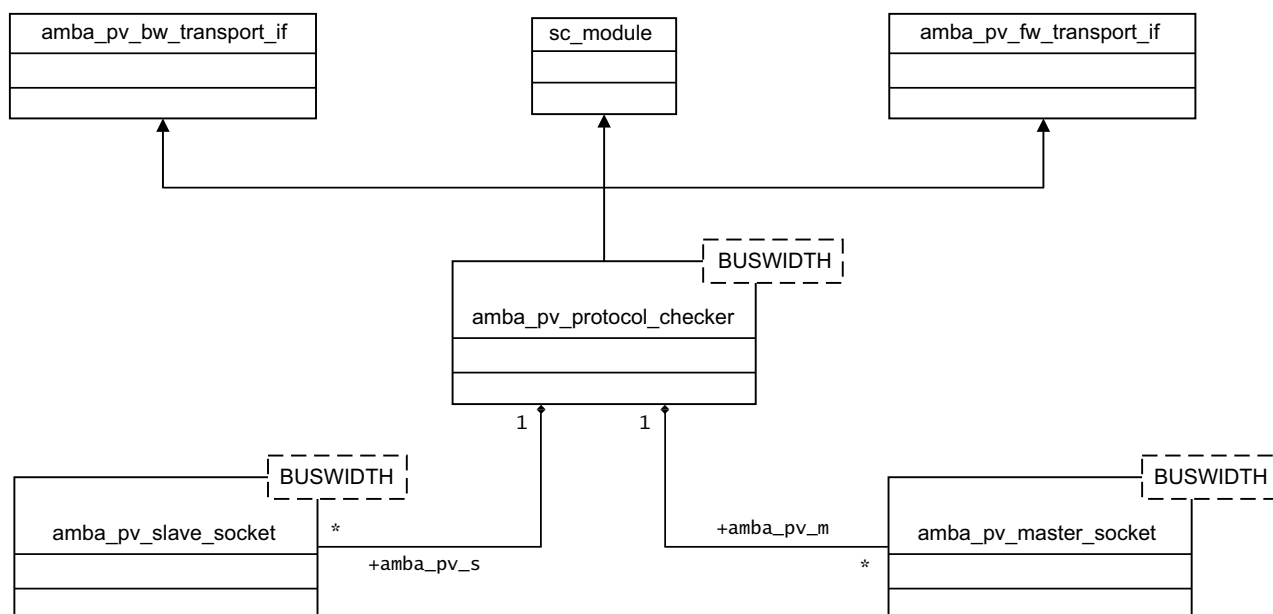 amba_pv_bw_transport_if
sc_module
amba_pv_fw_transport_if
BUSWIDTH
amba_pv_protocol_checker
1
1
BUSWIDTH
BUSWIDTH
amba_pv_slave_socket
*
+amba_pv_s
+amba_pv_m
*
amba_pv_master_socket